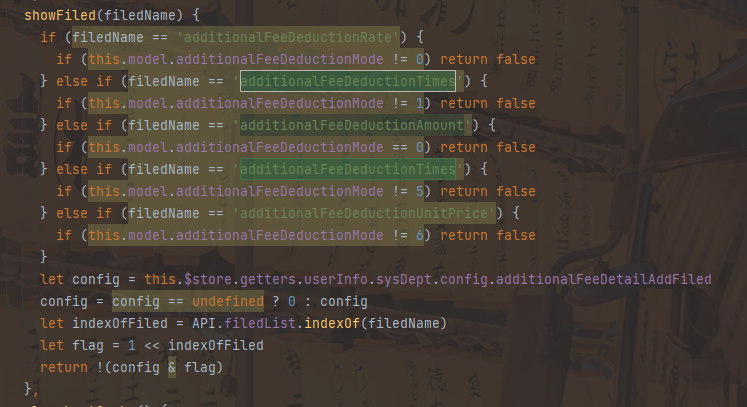 showFiled(filedName) {
  if (filedName == 'additionalFeeDeductionRate') {
    if (this.model.additionalFeeDeductionMode != 0) return false
  } else if (filedName == 'additionalFeeDeductionTimes') {
    if (this.model.additionalFeeDeductionMode != 1) return false
  } else if (filedName == 'additionalFeeDeductionAmount') {
    if (this.model.additionalFeeDeductionMode == 0) return false
  } else if (filedName == 'additionalFeeDeductionTimes') {
    if (this.model.additionalFeeDeductionMode != 5) return false
  } else if (filedName == 'additionalFeeDeductionUnitPrice') {
    if (this.model.additionalFeeDeductionMode != 6) return false
  }
  let config = this.$store.getters.userInfo.sysDept.config.additionalFeeDetailAddFiled
  config = config == undefined ? 0 : config
  let indexOfFiled = API.filedList.indexOf(filedName)
  let flag = 1 << indexOfFiled
  return !(config & flag)
},